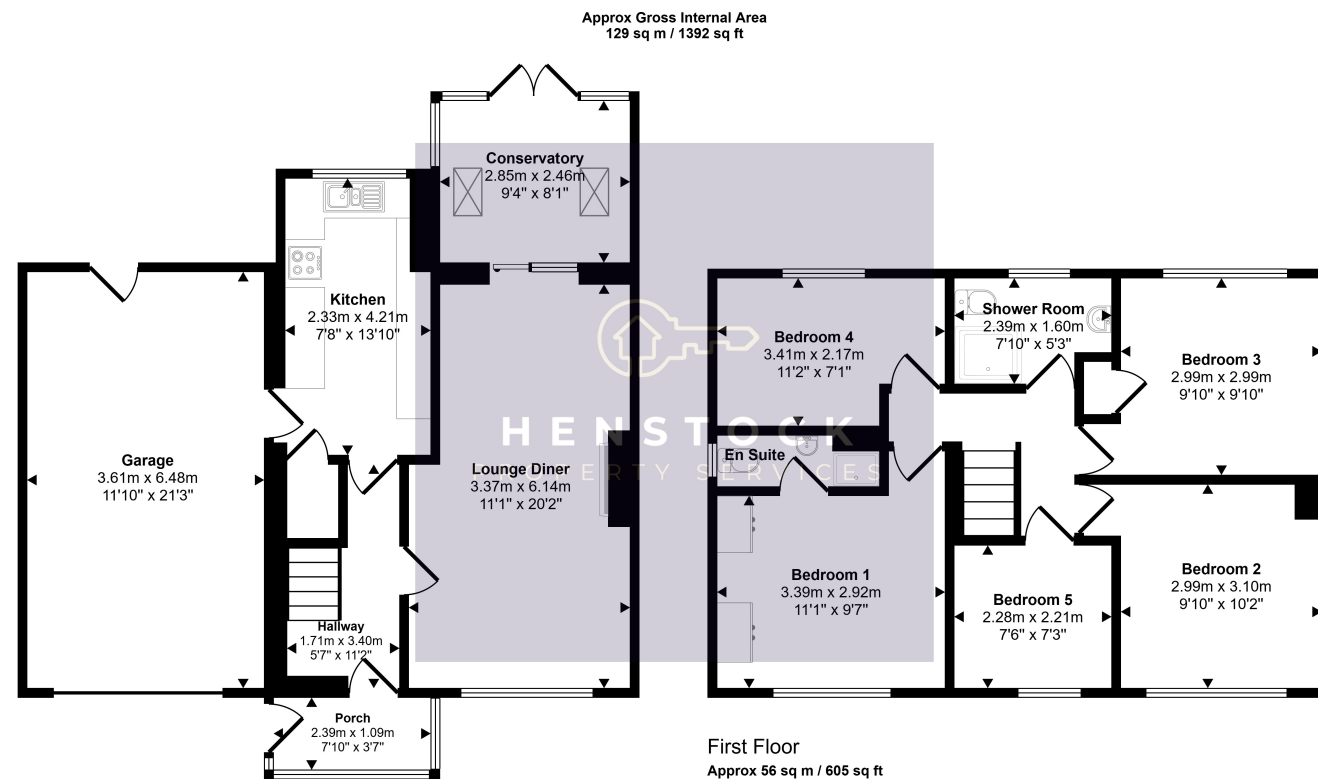 Approx Gross Internal Area
129 sq m / 1392 sq ft
Conservatory
2.85m x 2.46m
9'4" x 8'1"
Kitchen
2.33m x 4.21m
7'8" x 13'10"
Garage
3.61m x 6.48m
11'10" x 21'3"
Lounge Diner
3.37m x 6.14m
11'1" x 20'2"
Hallway
1.71m x 3.40m
5'7" x 11'2"
Porch
2.39m x 1.09m
7'10" x 3'7"
Bedroom 4
3.41m x 2.17m
11'2" x 7'1"
Shower Room
2.39m x 1.60m
7'10" x 5'3"
Bedroom 3
2.99m x 2.99m
9'10" x 9'10"
En Suite
Bedroom 1
3.39m x 2.92m
11'1" x 9'7"
Bedroom 5
2.28m x 2.21m
7'6" x 7'3"
Bedroom 2
2.99m x 3.10m
9'10" x 10'2"
First Floor
Approx 56 sq m / 605 sq ft
HENSTOCK
PROPERTY SERVICES